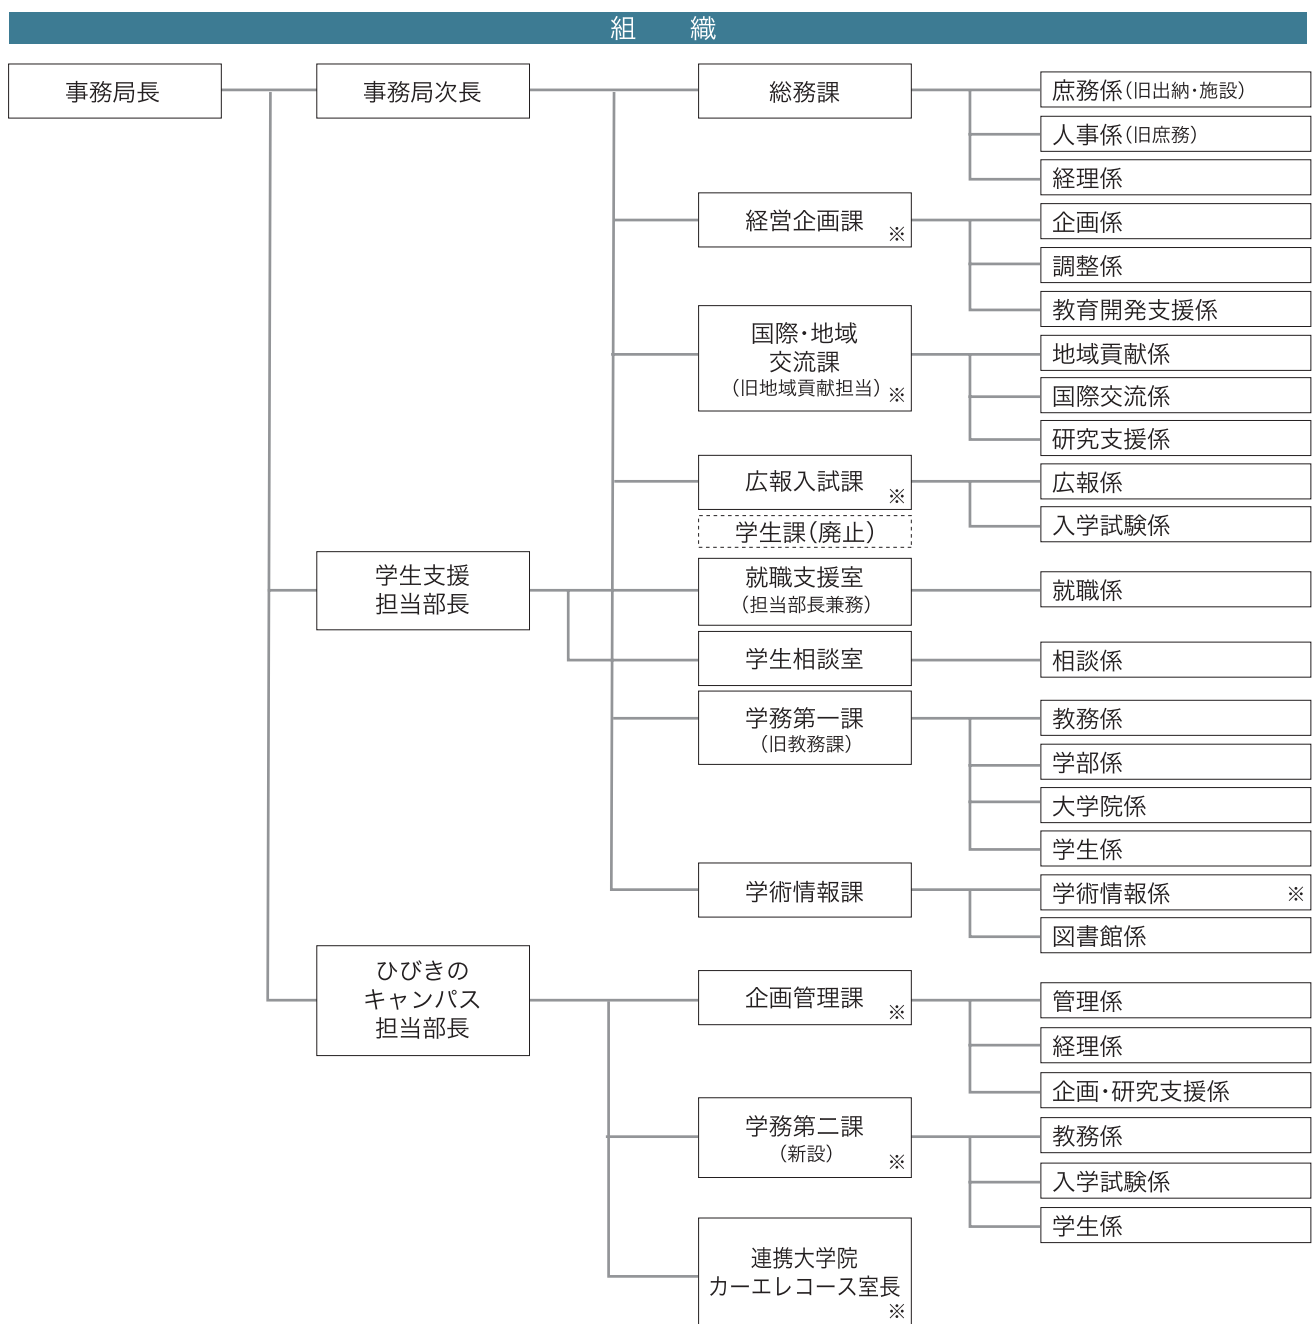 組　織
事務局長
事務局次長
総務課
庶務係（旧出納・施設）
人事係（旧庶務）
経理係
経営企画課
※
企画係
調整係
教育開発支援係
国際・地域
交流課
（旧地域貢献担当）
※
地域貢献係
国際交流係
研究支援係
広報入試課
※
広報係
入学試験係
学生課（廃止）
学生支援
担当部長
就職支援室
（担当部長兼務）
就職係
学生相談室
相談係
学務第一課
（旧教務課）
教務係
学部係
大学院係
学生係
学術情報課
学術情報係　※
図書館係
ひびきの
キャンパス
担当部長
企画管理課
※
管理係
経理係
企画・研究支援係
学務第二課
（新設）
※
教務係
入学試験係
学生係
連携大学院
カーエレコース室長
※